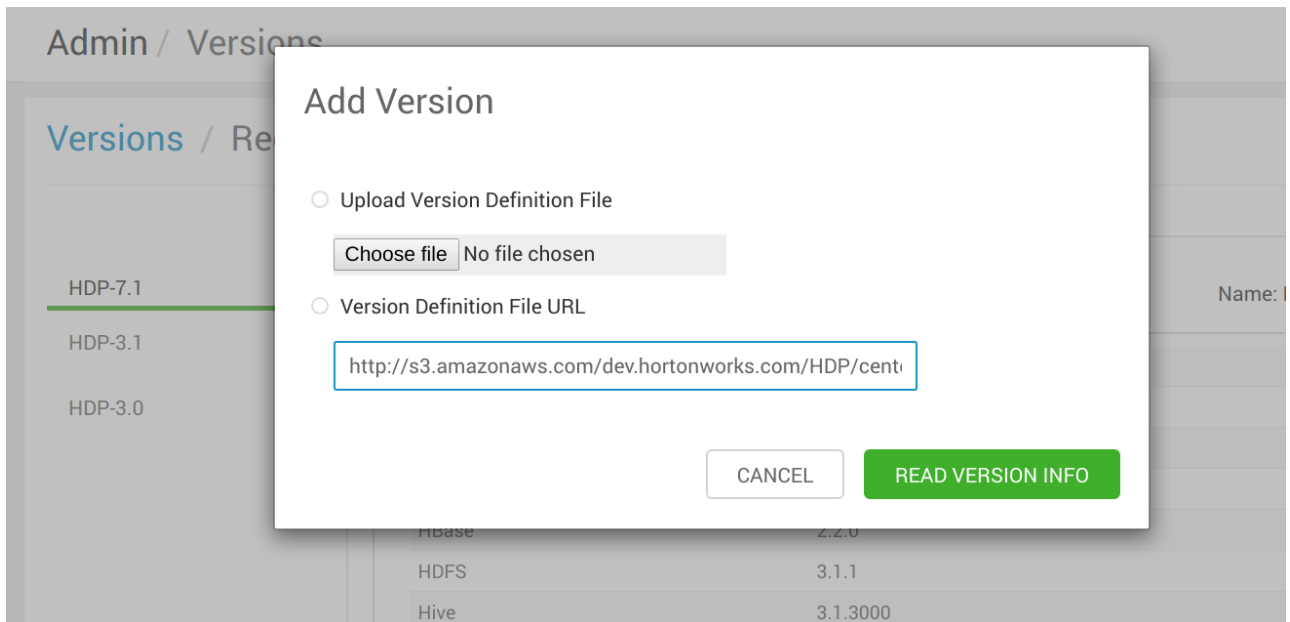 Admin / Versions
Add Version
Versions / Re
Upload Version Definition File
Choose file No file chosen
HDP-7.1
Version Definition File URL
Name:
HDP-3.1
http://s3.amazonaws.com/dev.hortonworks.com/HDP/cent
HDP-3.0
CANCEL
READ VERSION INFO
HBase 2.2.0
HDFS 3.1.1
Hive 3.1.3000